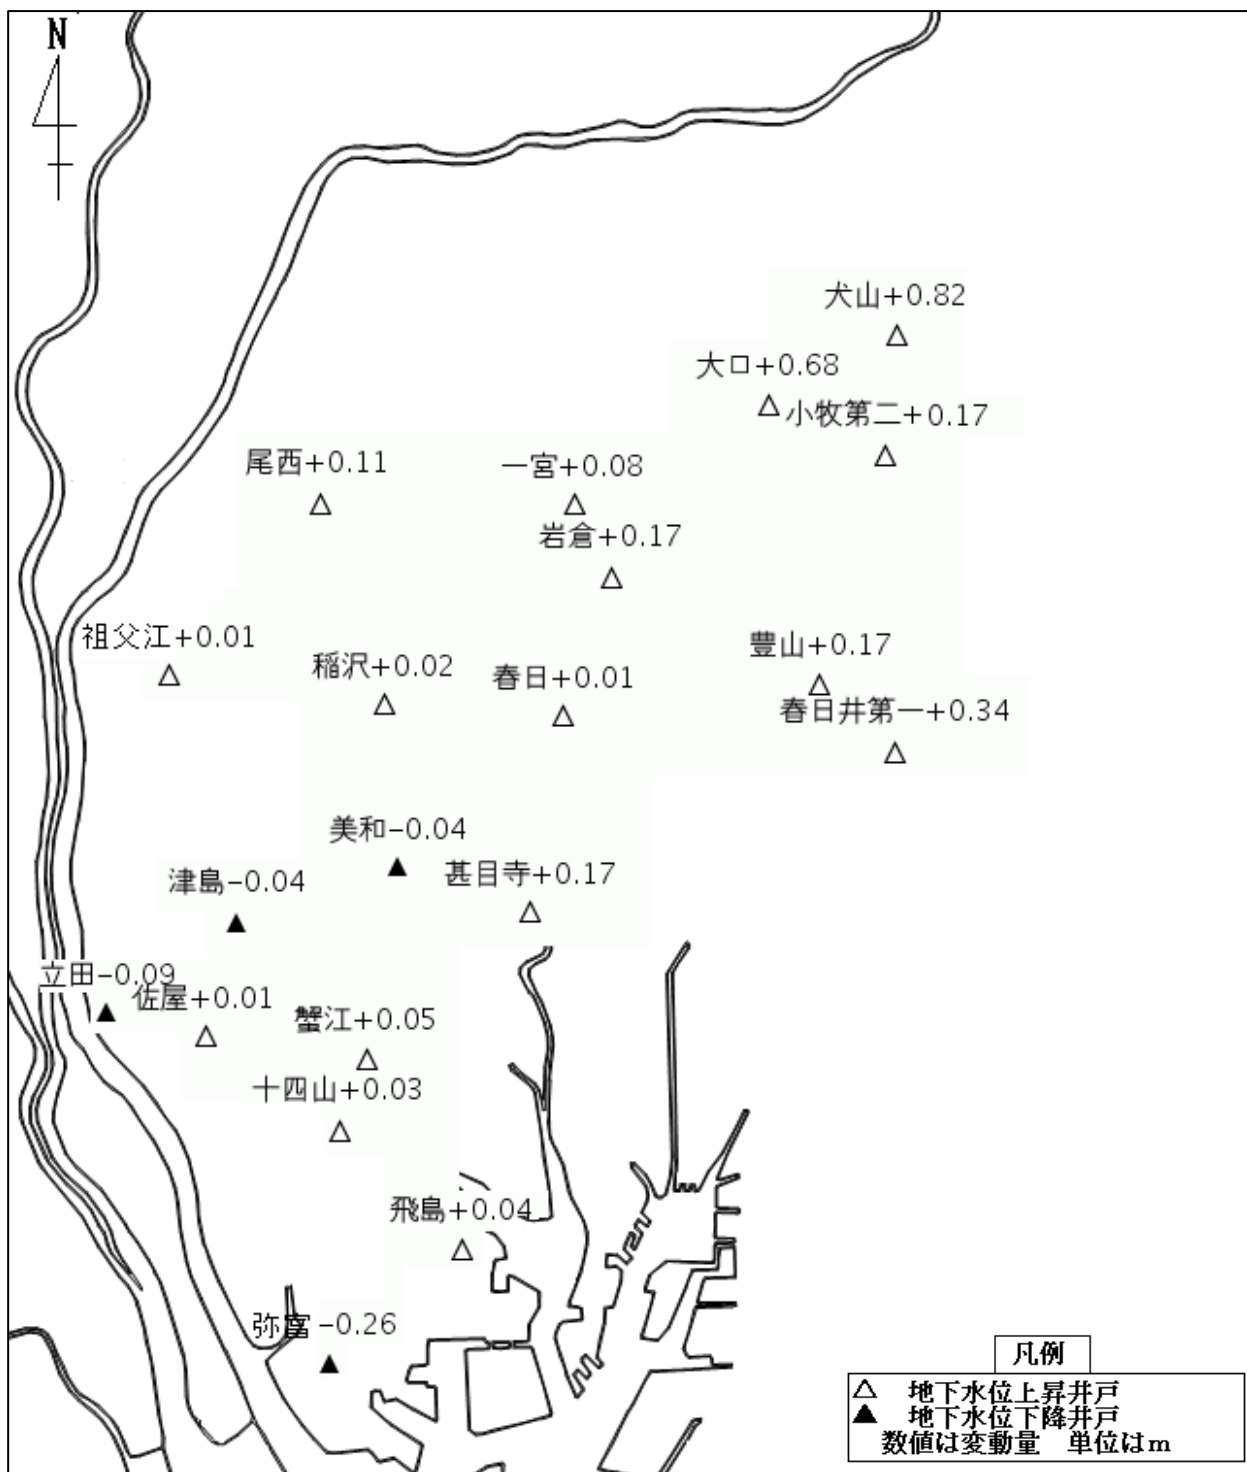 N
犬山+0.82
大口+0.68
小牧第二+0.17
尾西+0.11
一宮+0.08
岩倉+0.17
祖父江+0.01
稲沢+0.02
春日+0.01
豊山+0.17
春日井第一+0.34
美和-0.04
甚目寺+0.17
津島-0.04
立田-0.09
佐屋+0.01
蟹江+0.05
十四山+0.03
飛島+0.04
弥富-0.26
凡例
△ 地下水位上昇井戸
▲ 地下水位下降井戸
数値は変動量 単位はm